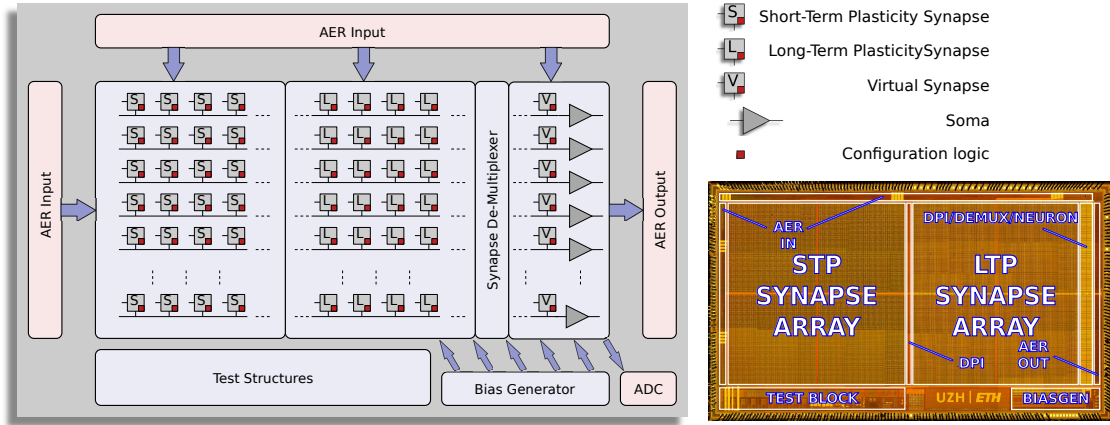 AER Input
AER Input
S S S S L L L L V
S S S S L L L L V
S S S S L L L L V
S S S S L L L L V
S S S S L L L L V
S S S S L L L L V
Synapse De-Multiplexer
AER Output
Test Structures
Bias Generator
ADC
S Short-Term Plasticity Synapse
L Long-Term PlasticitySynapse
V Virtual Synapse
Soma
Configuration logic
AER
IN
DPI/DEMUX/NEURON
STP
SYNAPSE
ARRAY
LTP
SYNAPSE
ARRAY
DPI
AER
OUT
TEST BLOCK
UZH | ETH
BIASGEN